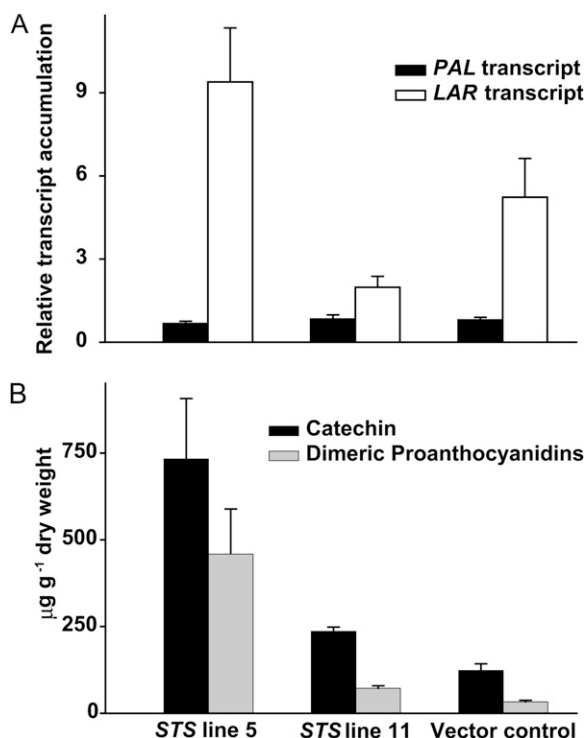 A
PAL transcript
LAR transcript
Relative transcript accumulation
9
6
3
0
B
Catechin
Dimeric Proanthocyanidins
µg g⁻¹ dry weight
750
500
250
0
STS line 5 STS line 11 Vector control